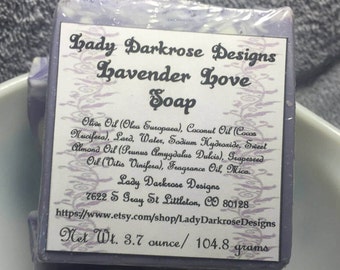 Lady Darkrose Designs
Lavender Love
Soap
Olive Oil (Olea Europaea), Coconut Oil (Cocos
Nucifera), Lard, Water, Sodium Hydroxide, Sweet
Almond Oil (Prunus Amygdalus Dulcis), Grapeseed
Oil (Vitis Vinifera), Fragrance Oil, Mica.
Lady Darkrose Designs
7622 S Gray St Littleton, CO 80128
https://www.etsy.com/shop/LadyDarkroseDesigns
Net Wt. 3.7 ounce/ 104.8 grams